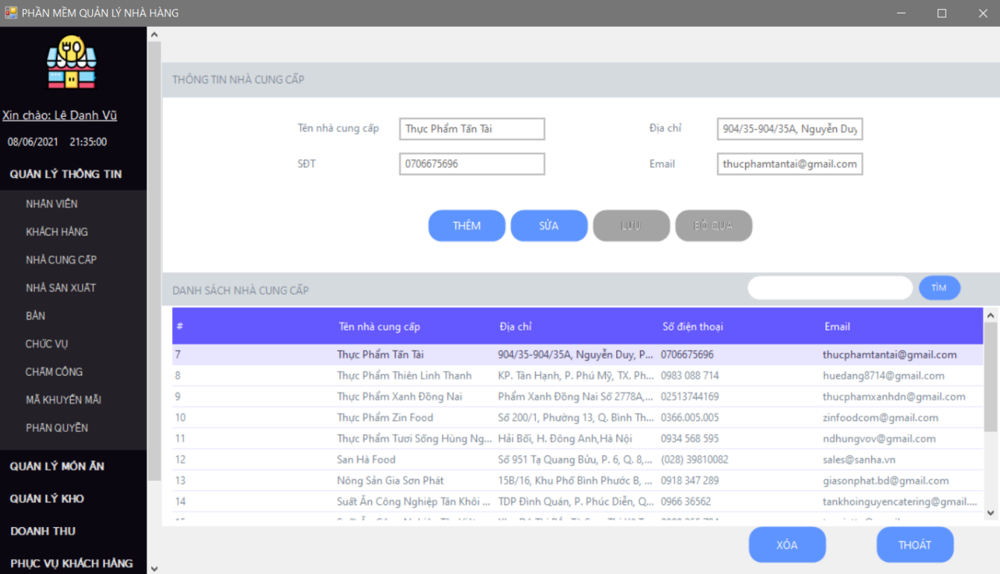 PHẦN MỀM QUẢN LÝ NHÀ HÀNG
Xin chào: Lê Danh Vũ
08/06/2021 21:35:00
QUẢN LÝ THÔNG TIN
NHÂN VIÊN
KHÁCH HÀNG
NHÀ CUNG CẤP
NHÀ SẢN XUẤT
BÀN
CHỨC VỤ
CHẤM CÔNG
MÃ KHUYẾN MÃI
PHÂN QUYỀN
QUẢN LÝ MÓN ĂN
QUẢN LÝ KHO
DOANH THU
PHỤC VỤ KHÁCH HÀNG
THÔNG TIN NHÀ CUNG CẤP
Tên nhà cung cấp Thực Phẩm Tấn Tài Địa chỉ 904/35-904/35A, Nguyễn Duy
SĐT 0706675696 Email thucphamtantai@gmail.com
THÊM SỬA LƯU BỎ QUA
DANH SÁCH NHÀ CUNG CẤP TÌM
# Tên nhà cung cấp Địa chỉ Số điện thoại Email
7 Thực Phẩm Tấn Tài 904/35-904/35A, Nguyễn Duy, P... 0706675696 thucphamtantai@gmail.com
8 Thực Phẩm Thiên Linh Thanh KP. Tân Hạnh, P. Phú Mỹ, TX. Ph... 0983 088 714 huedang8714@gmail.com
9 Thực Phẩm Xanh Đồng Nai Phẩm Xanh Đồng Nai Số 2778A,... 02513744169 thucphamxanhdn@gmail.com
10 Thực Phẩm Zin Food Số 200/1, Phường 13, Q. Bình Th... 0366.005.005 zinfoodcom@gmail.com
11 Thực Phẩm Tươi Sống Hùng Ng... Hải Bối, H. Đông Anh,Hà Nội 0934 568 595 ndhungvov@gmail.com
12 San Hà Food Số 951 Tạ Quang Bửu, P. 6, Q. 8,... (028) 39810082 sales@sanha.vn
13 Nông Sản Gia Sơn Phát 15B/16, Khu Phố Bình Phước B, ... 0918 347 289 giasonphat.bd@gmail.com
14 Suất Ăn Công Nghiệp Tân Khôi ... TDP Đình Quán, P. Phúc Diễn, Q... 0966 36562 tankhoinguyencatering@gmail....
XÓA THOÁT